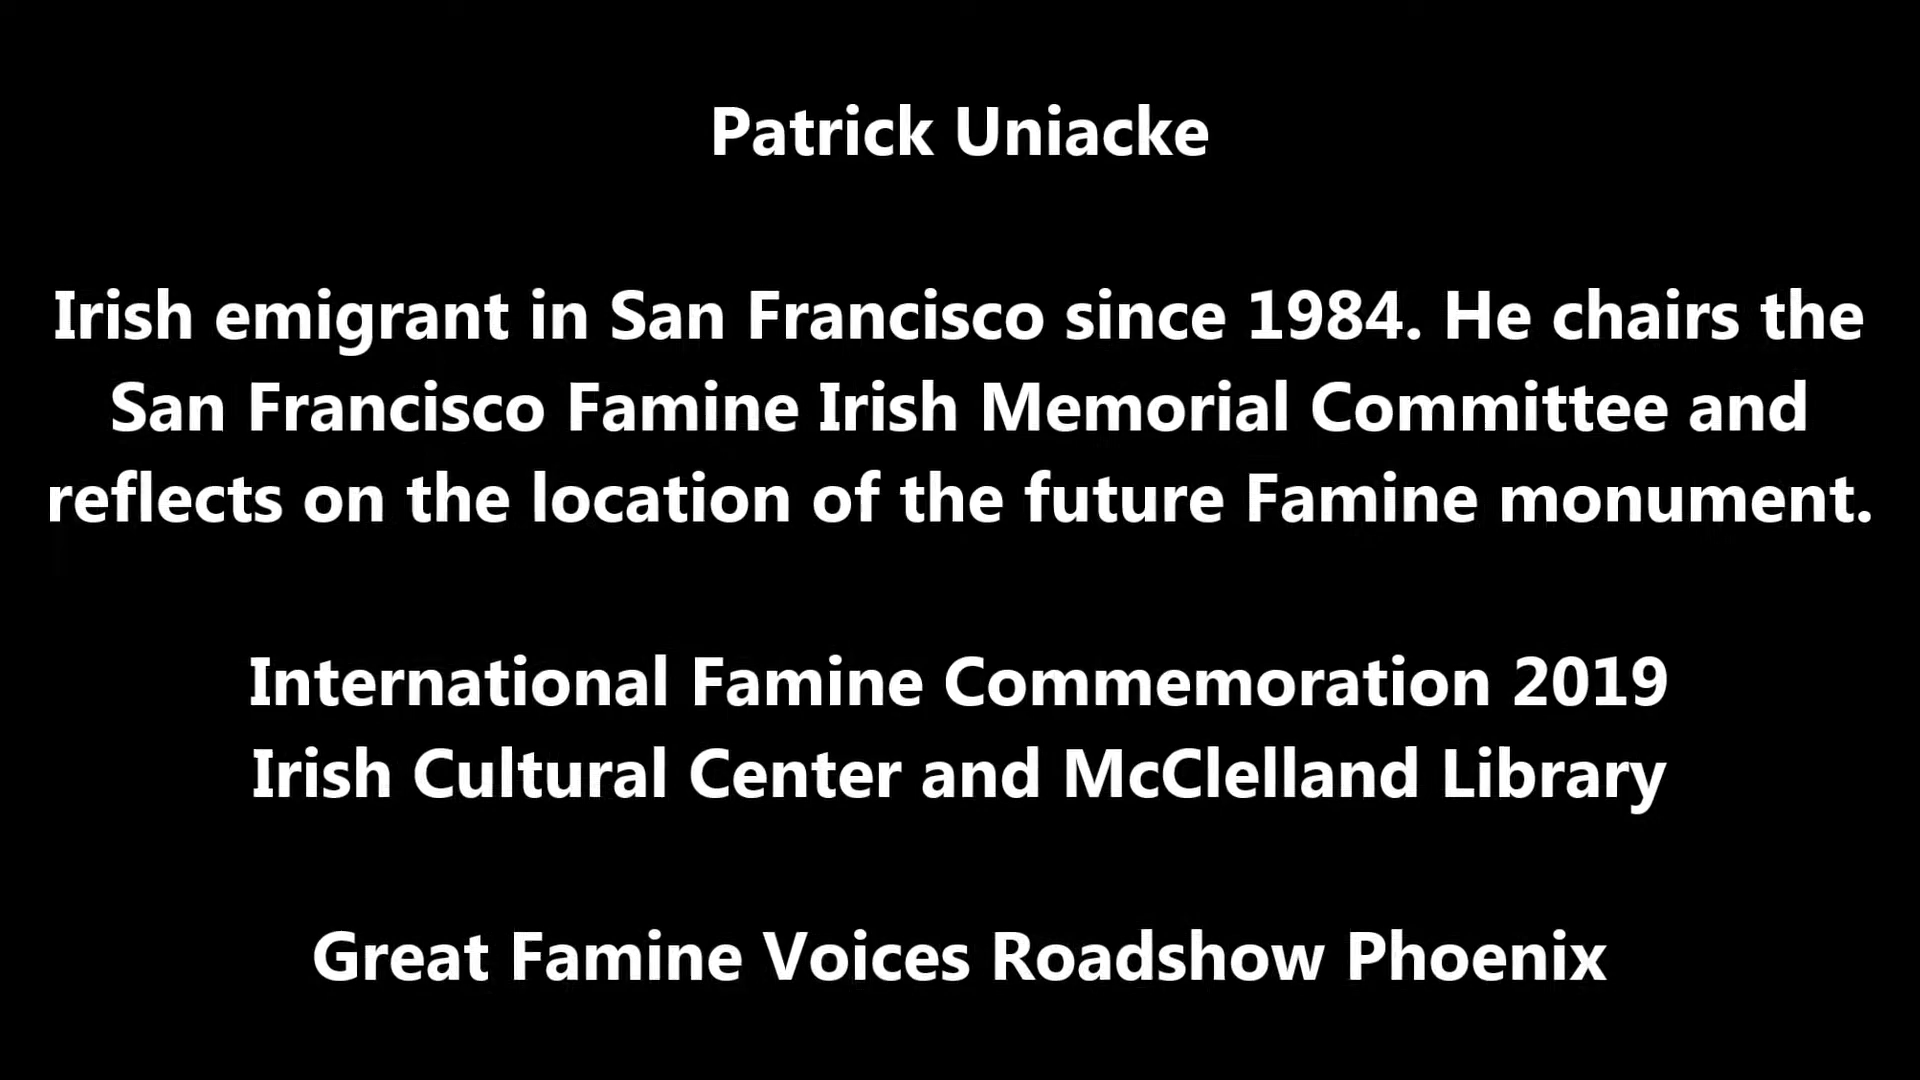 Patrick Uniacke
Irish emigrant in San Francisco since 1984. He chairs the
San Francisco Famine Irish Memorial Committee and
reflects on the location of the future Famine monument.
International Famine Commemoration 2019
Irish Cultural Center and McClelland Library
Great Famine Voices Roadshow Phoenix